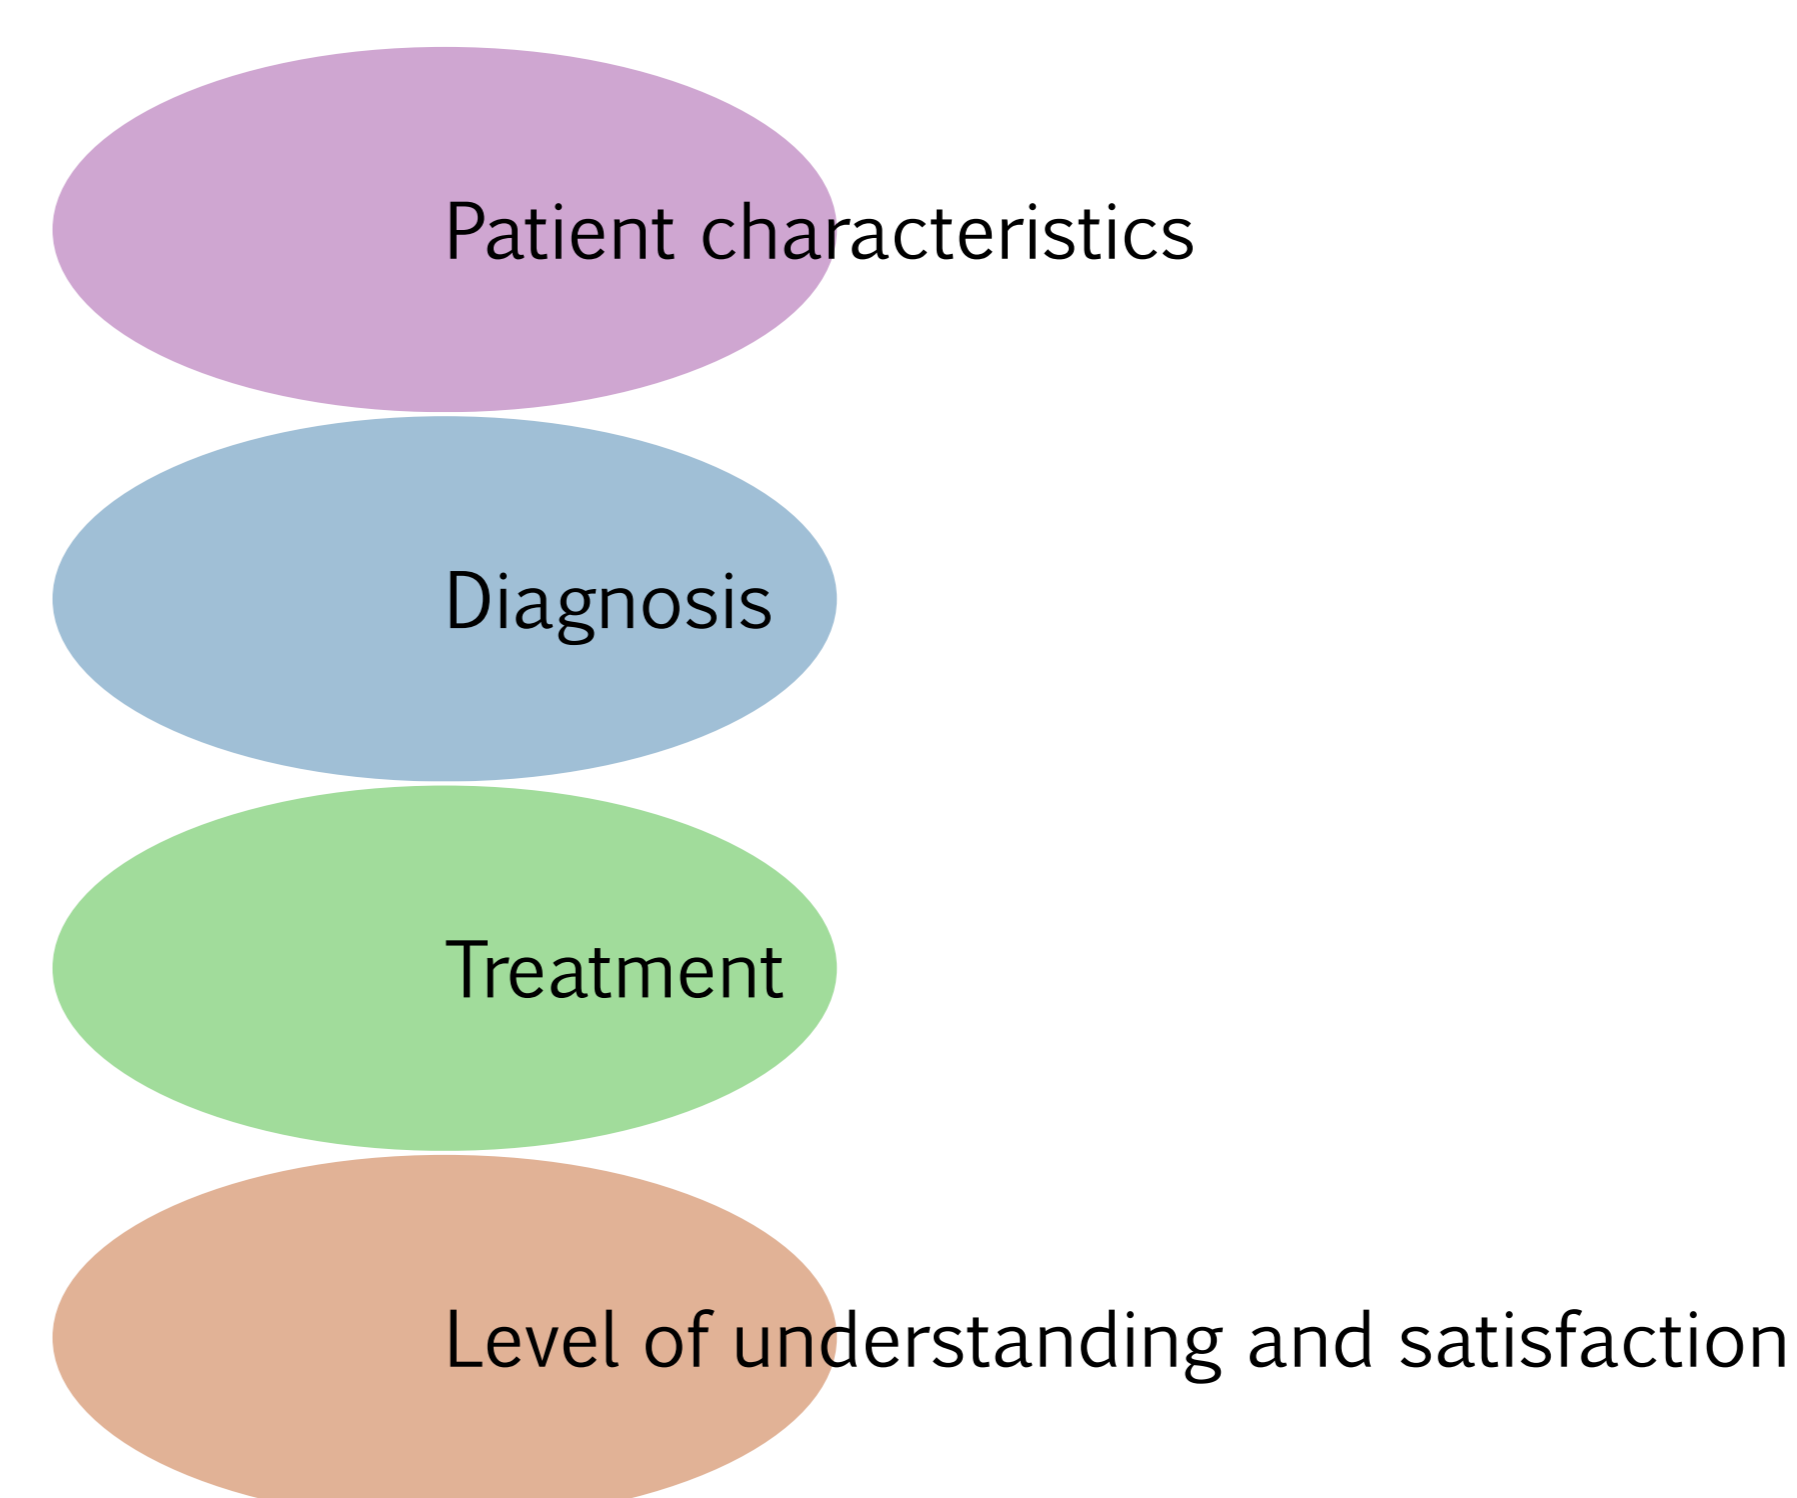 Patient characteristics
Diagnosis
Treatment
Level of understanding and satisfaction